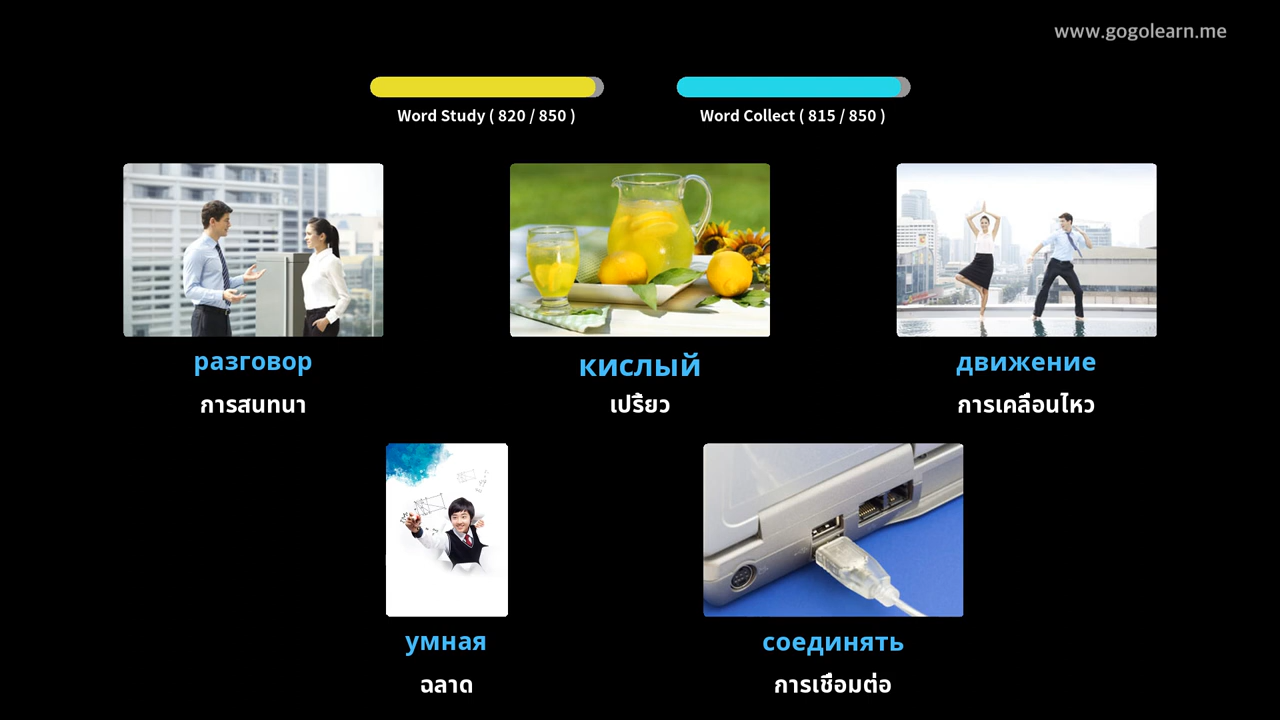 www.gogolearn.me
Word Study ( 820 / 850 )
Word Collect ( 815 / 850 )
разговор
кислый
движение
การสนทนา
เปรี้ยว
การเคลื่อนไหว
умная
соединять
ฉลาด
การเชื่อมต่อ